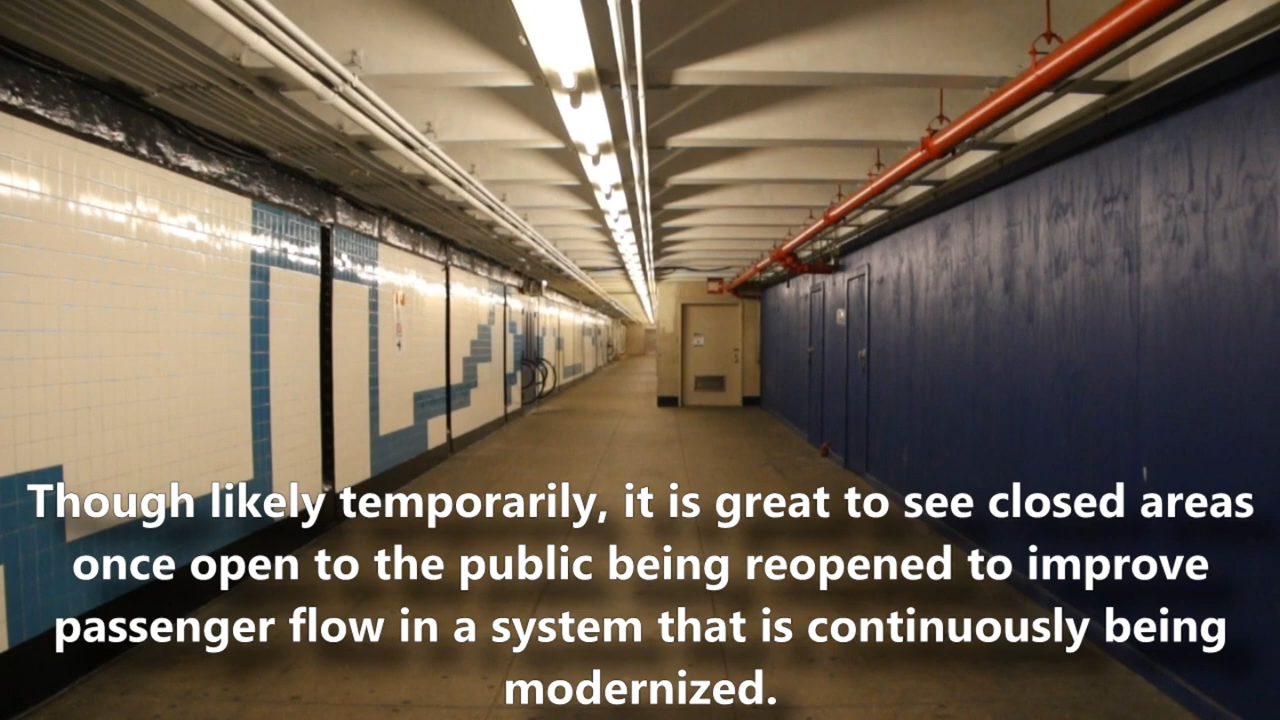 Though likely temporarily, it is great to see closed areas
once open to the public being reopened to improve
passenger flow in a system that is continuously being
modernized.